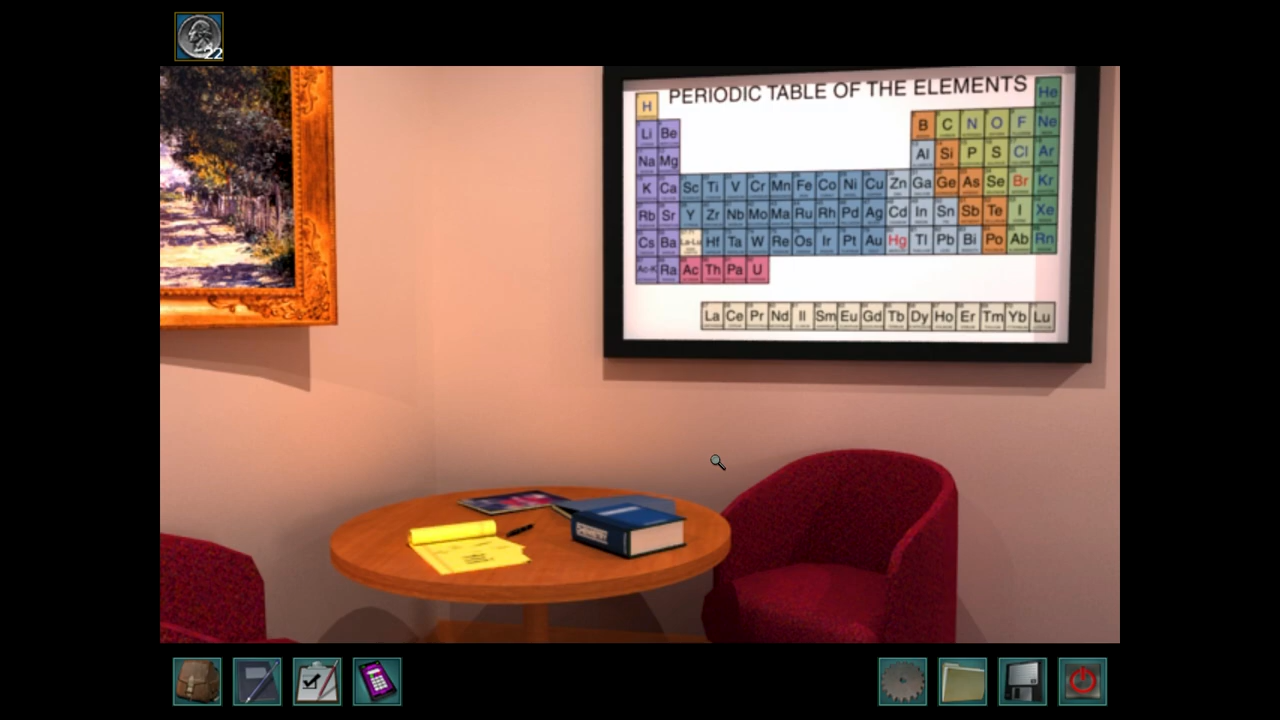 22
PERIODIC TABLE OF THE ELEMENTS
H He
Li Be B C N O F Ne
Na Mg Al Si P S Cl Ar
K Ca Sc Ti V Cr Mn Fe Co Ni Cu Zn Ga Ge As Se Br Kr
Rb Sr Y Zr Nb Mo Ma Ru Rh Pd Ag Cd In Sn Sb Te I Xe
Cs Ba La-Lu Hf Ta W Re Os Ir Pt Au Hg Tl Pb Bi Po Ab Rn
Ra Ac Th Pa U
La Ce Pr Nd Il Sm Eu Gd Tb Dy Ho Er Tm Yb Lu